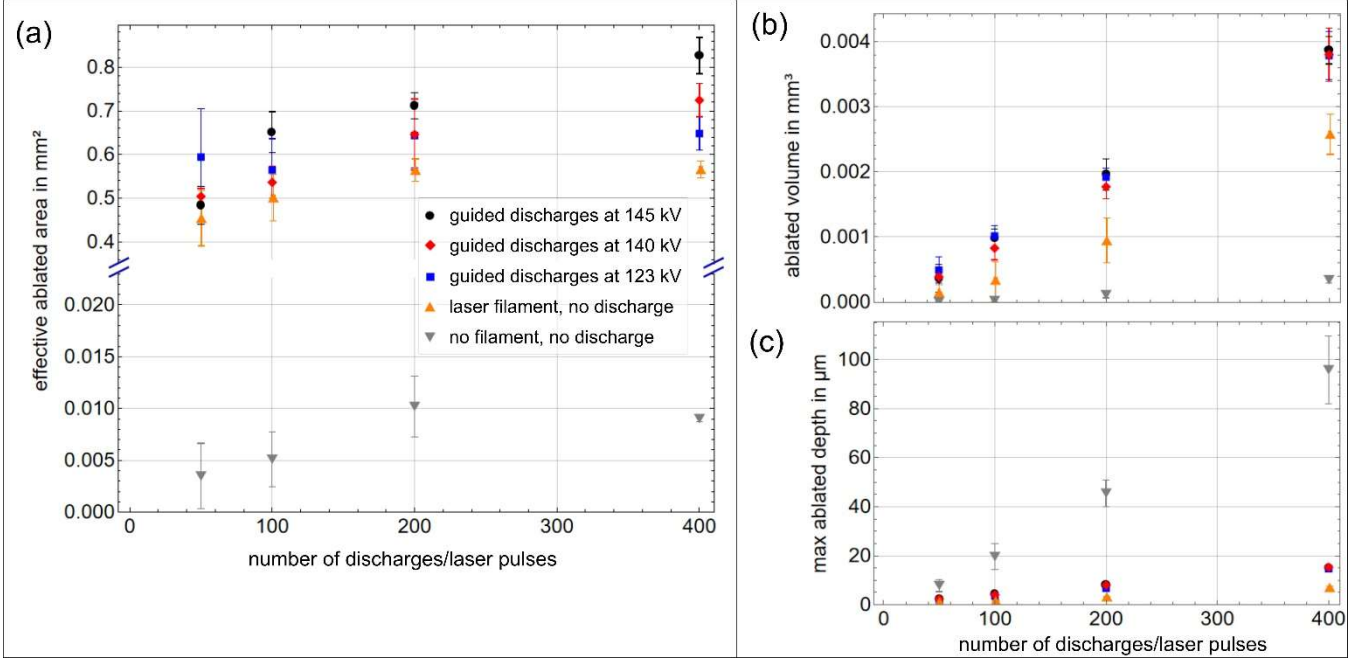 (a)
effective ablated area in mm²
0.8
0.7
0.6
0.5
0.4
0.020
0.015
0.010
0.005
0.000
guided discharges at 145 kV
guided discharges at 140 kV
guided discharges at 123 kV
laser filament, no discharge
no filament, no discharge
0 100 200 300 400
number of discharges/laser pulses
(b)
ablated volume in mm³
0.004
0.003
0.002
0.001
0.000
(c)
max ablated depth in µm
100
80
60
40
20
0
0 100 200 300 400
number of discharges/laser pulses